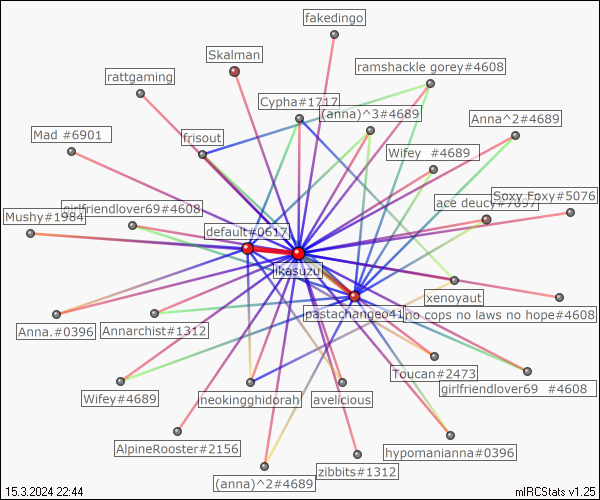 fakedingo
Skalman
ramshackle gorey#4608
rattgaming
Cypha#1717
(anna)^3#4689
Anna^2#4689
Mad #6901
frisout
Wifey #4689
ace deucy#7697
Soxy Foxy#5076
Mushy#1984
girlfriendlover69#4608
default#0617
likasuzu
xenoyaut
pastachangeo41
no cops no laws no hope#4608
Anna.#0396
Annarchist#1312
Toucan#2473
girlfriendlover69 #4608
Wifey#4689
neokingghidorah
avelicious
AlpineRooster#2156
hypomanianna#0396
zibbits#1312
(anna)^2#4689
15.3.2024 22:44
mIRCStats v1.25